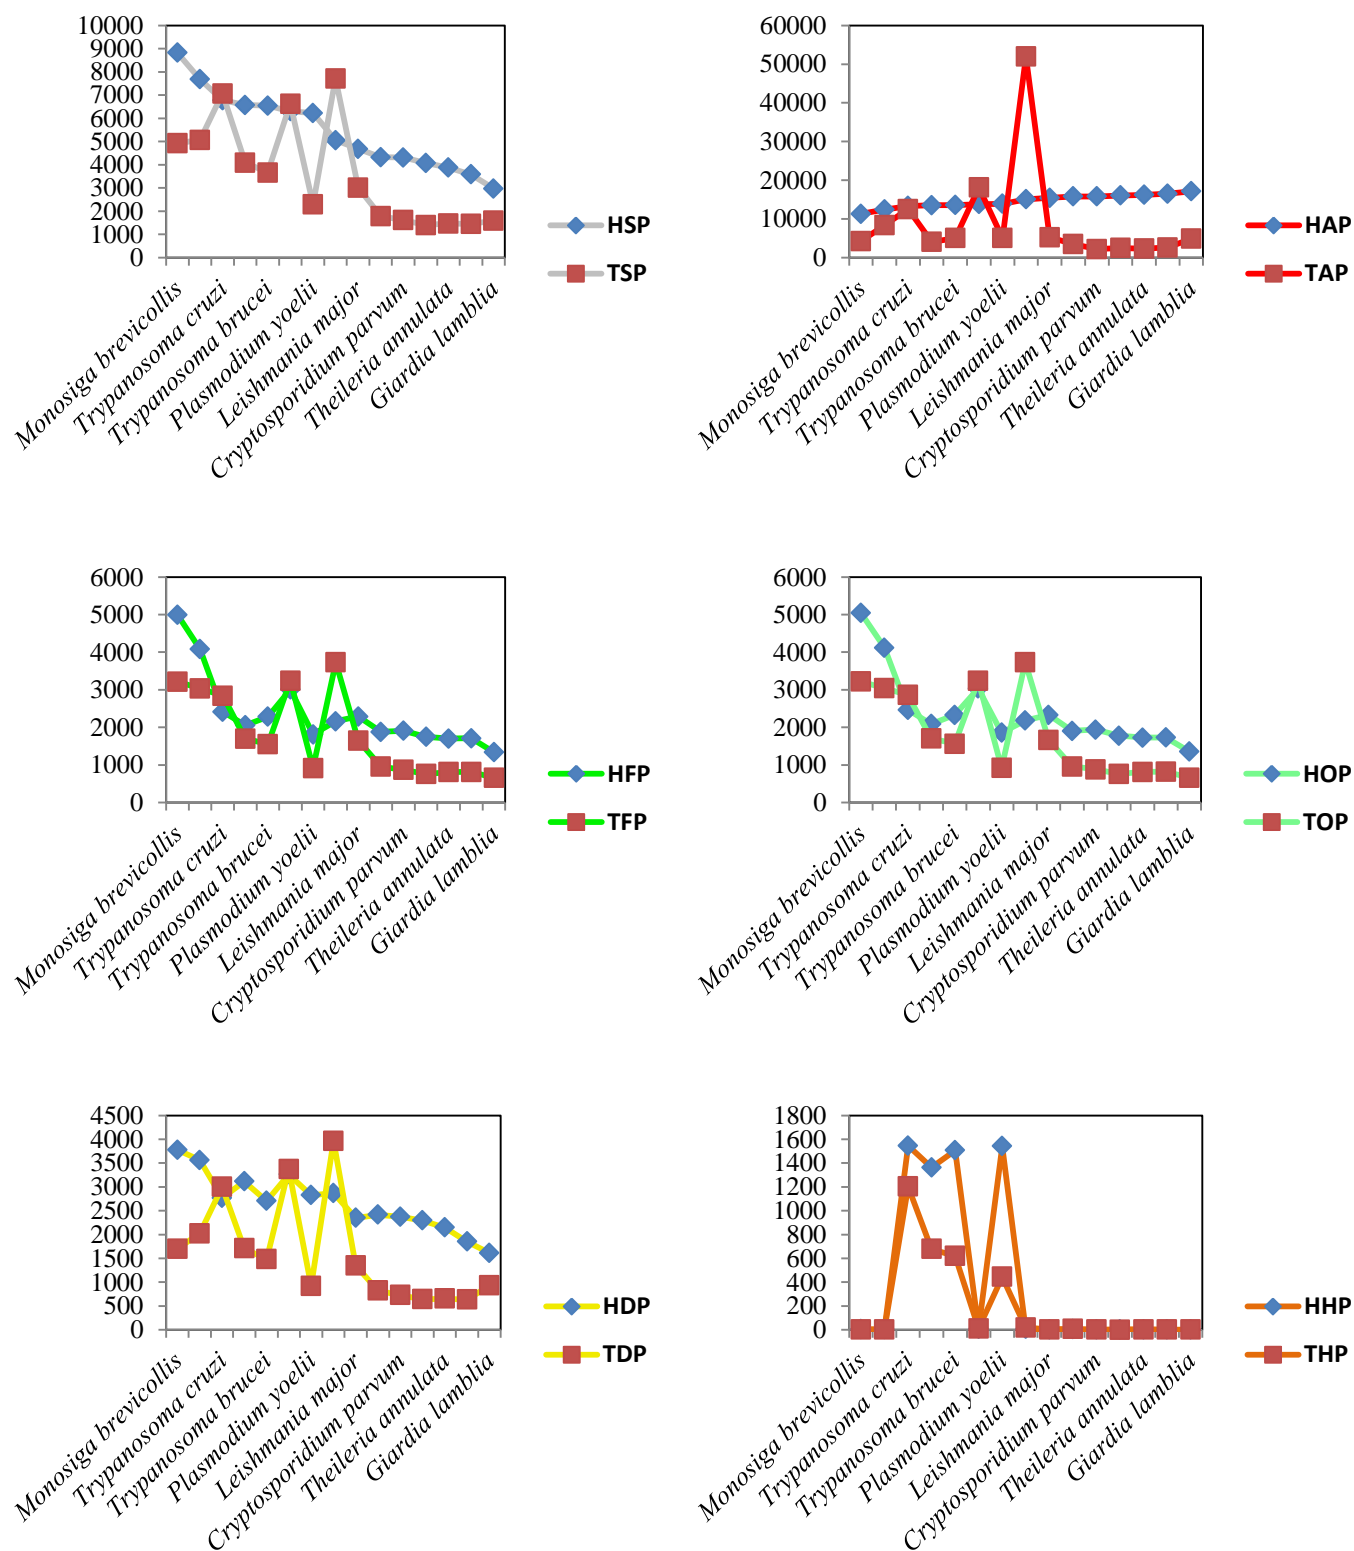 10000
9000
8000
7000
6000
5000
4000
3000
2000
1000
0
HSP
TSP
Monosiga brevicollis
Trypanosoma cruzi
Trypanosoma brucei
Plasmodium yoelii
Leishmania major
Cryptosporidium parvum
Theileria annulata
Giardia lamblia
60000
50000
40000
30000
20000
10000
0
HAP
TAP
Monosiga brevicollis
Trypanosoma cruzi
Trypanosoma brucei
Plasmodium yoelii
Leishmania major
Cryptosporidium parvum
Theileria annulata
Giardia lamblia
6000
5000
4000
3000
2000
1000
0
HFP
TFP
Monosiga brevicollis
Trypanosoma cruzi
Trypanosoma brucei
Plasmodium yoelii
Leishmania major
Cryptosporidium parvum
Theileria annulata
Giardia lamblia
6000
5000
4000
3000
2000
1000
0
HOP
TOP
Monosiga brevicollis
Trypanosoma cruzi
Trypanosoma brucei
Plasmodium yoelii
Leishmania major
Cryptosporidium parvum
Theileria annulata
Giardia lamblia
4500
4000
3500
3000
2500
2000
1500
1000
500
0
HDP
TDP
Monosiga brevicollis
Trypanosoma cruzi
Trypanosoma brucei
Plasmodium yoelii
Leishmania major
Cryptosporidium parvum
Theileria annulata
Giardia lamblia
1800
1600
1400
1200
1000
800
600
400
200
0
HHP
THP
Monosiga brevicollis
Trypanosoma cruzi
Trypanosoma brucei
Plasmodium yoelii
Leishmania major
Cryptosporidium parvum
Theileria annulata
Giardia lamblia